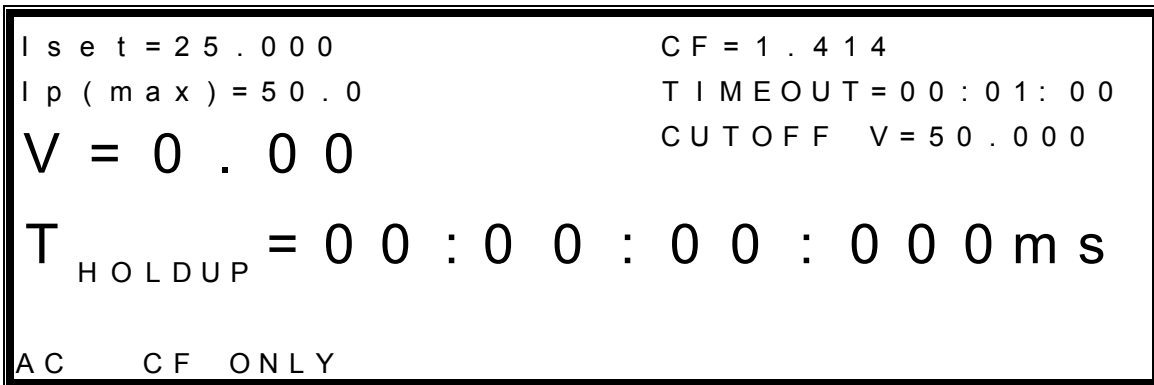 Iset=25.000
CF=1.414
Ip(max)=50.0
TIMEOUT=00:01:00
V=0.00
CUTOFF V=50.000
T HOLDUP =00:00:00:000ms
AC CF ONLY